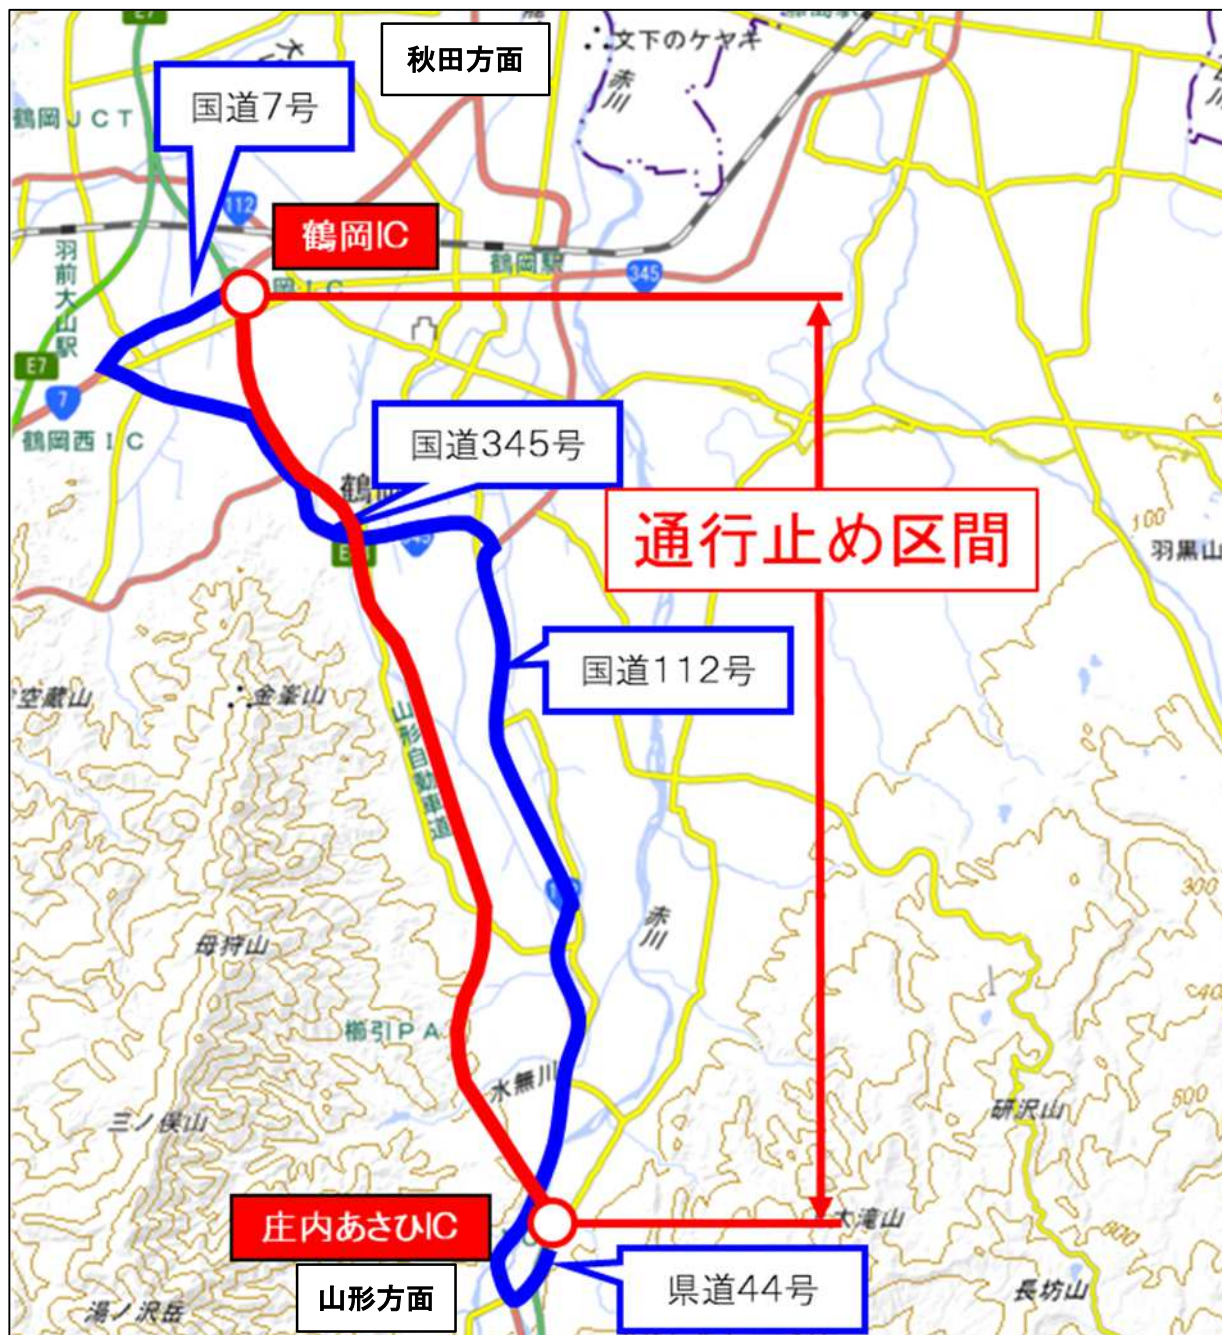 E7
秋田方面
文下のケヤキ
赤川
国道7号
鶴岡JCT
112
鶴岡IC
羽前大山駅
鶴岡駅
345
岡IC
E7
7
鶴岡西IC
国道345号
通行止め区間
100
羽黒山
345
国道112号
空蔵山
金峯山
山形自動車道
300
赤川
母狩山
櫛引PA
水無川
三ノ俣山
研沢山
500
庄内あさひIC
大滝山
600
山形方面
県道44号
長坊山
湯ノ沢岳